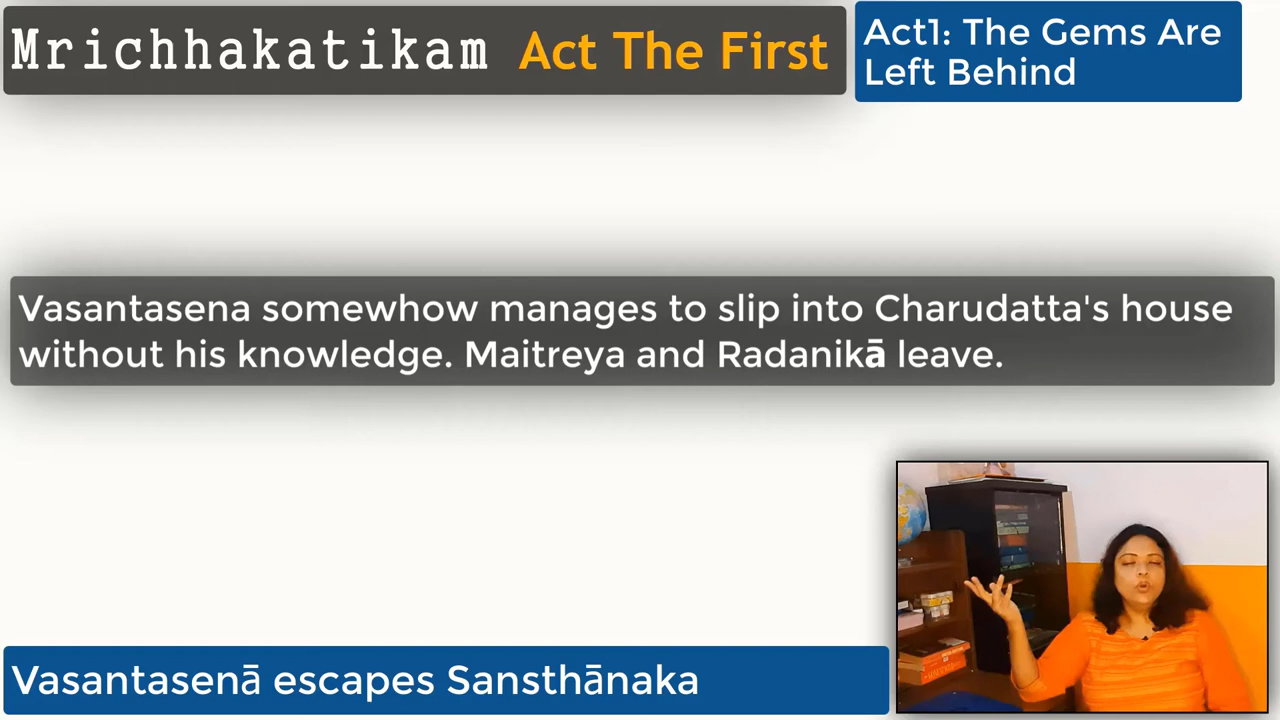 Mrichhakatikam Act The First
Act1: The Gems Are
Left Behind
Vasantasena somewhow manages to slip into Charudatta's house
without his knowledge. Maitreya and Radanikā leave.
Vasantasenā escapes Sansthānaka